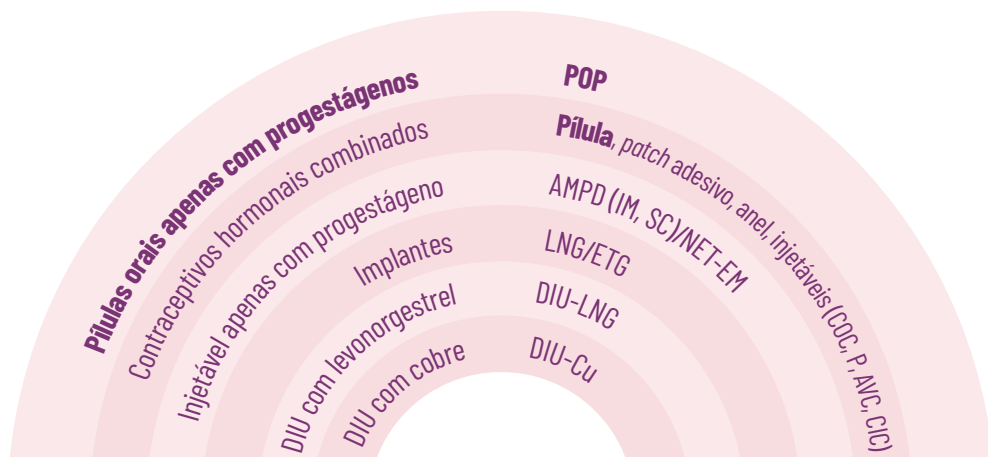 Pílulas orais apenas com progestágenos
POP
Contraceptivos hormonais combinados
Pílula, patch adesivo, anel, injetáveis (COC, P, AVC, CIC)
Injetável apenas com progestágeno
AMPD (IM, SC)/NET-EM
Implantes
LNG/ETG
DIU com levonorgestrel
DIU-LNG
DIU com cobre
DIU-Cu